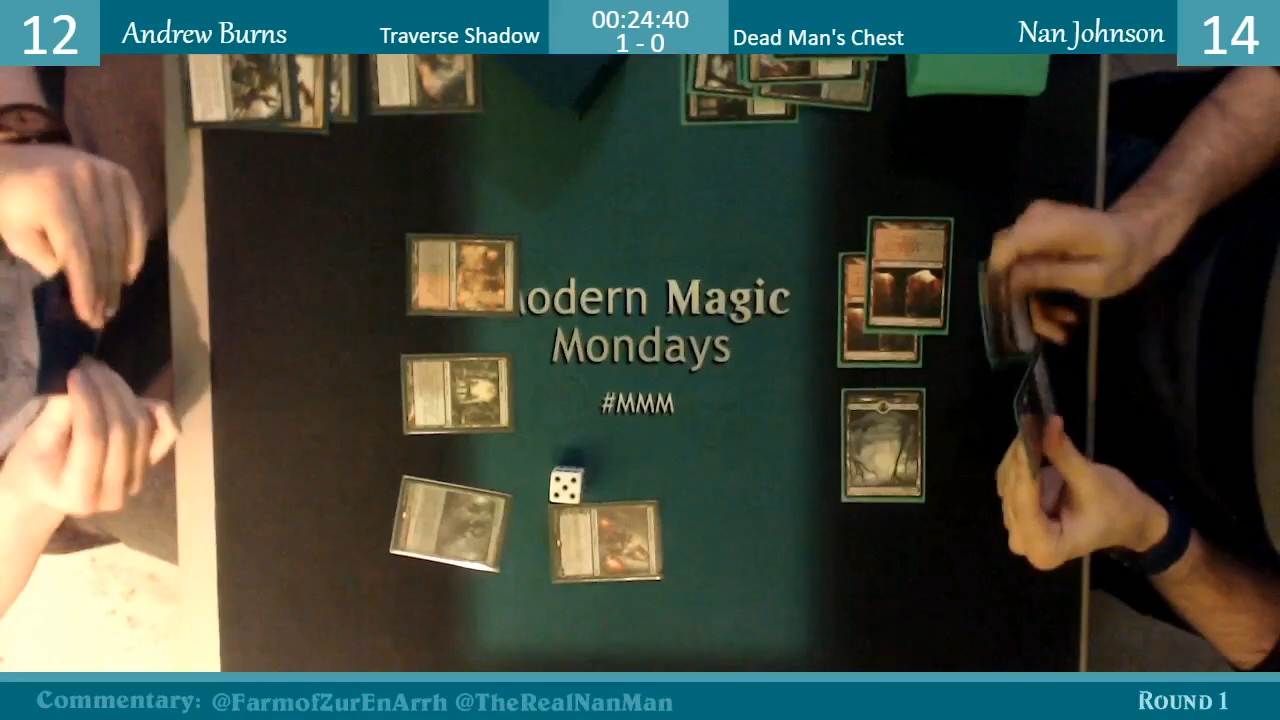 12
Andrew Burns
Traverse Shadow
00:24:40
1 - 0
Dead Man's Chest
Nan Johnson
14
Modern Magic
Mondays
#MMM
Commentary: @FarmofZurEnArrh @TheRealNanMan
Round 1